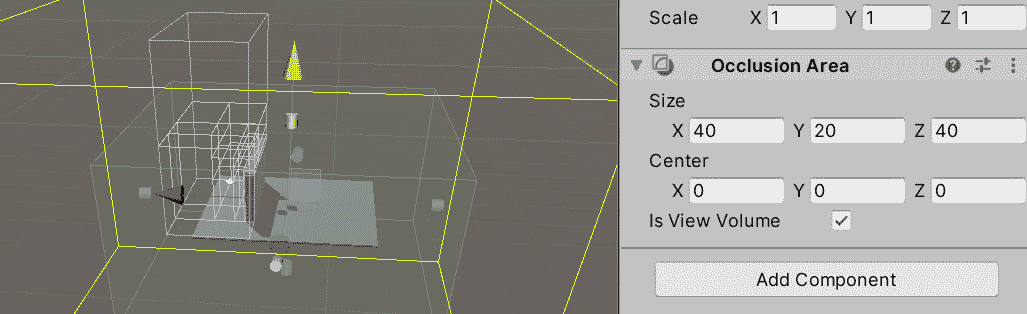 Scale X 1 Y 1 Z 1
Occlusion Area
Size
X 40 Y 20 Z 40
Center
X 0 Y 0 Z 0
Is View Volume
Add Component